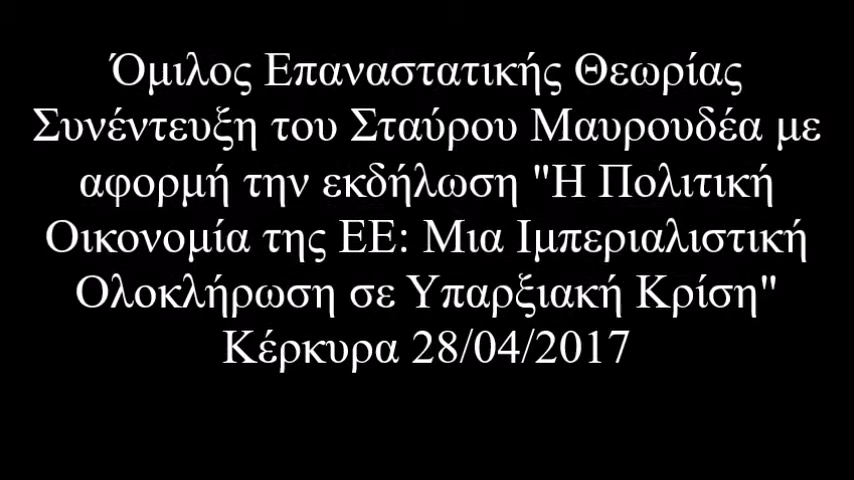 Όμιλος Επαναστατικής Θεωρίας
Συνέντευξη του Σταύρου Μαυρουδέα με
αφορμή την εκδήλωση "Η Πολιτική
Οικονομία της ΕΕ: Μια Ιμπεριαλιστική
Ολοκλήρωση σε Υπαρξιακή Κρίση"
Κέρκυρα 28/04/2017